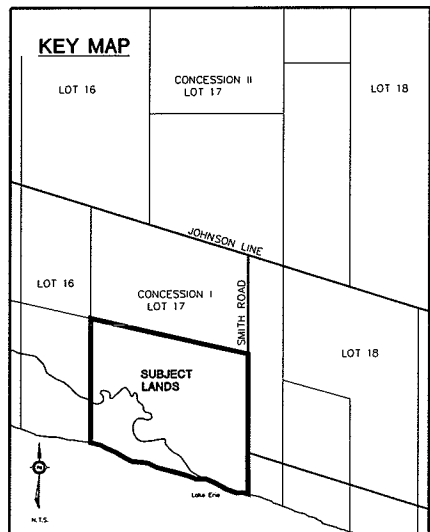 KEY MAP
LOT 16
CONCESSION II
LOT 17
LOT 18
JOHNSON LINE
SMITH ROAD
LOT 16
CONCESSION I
LOT 17
LOT 18
SUBJECT
LANDS
Lake Erie
N.T.S.